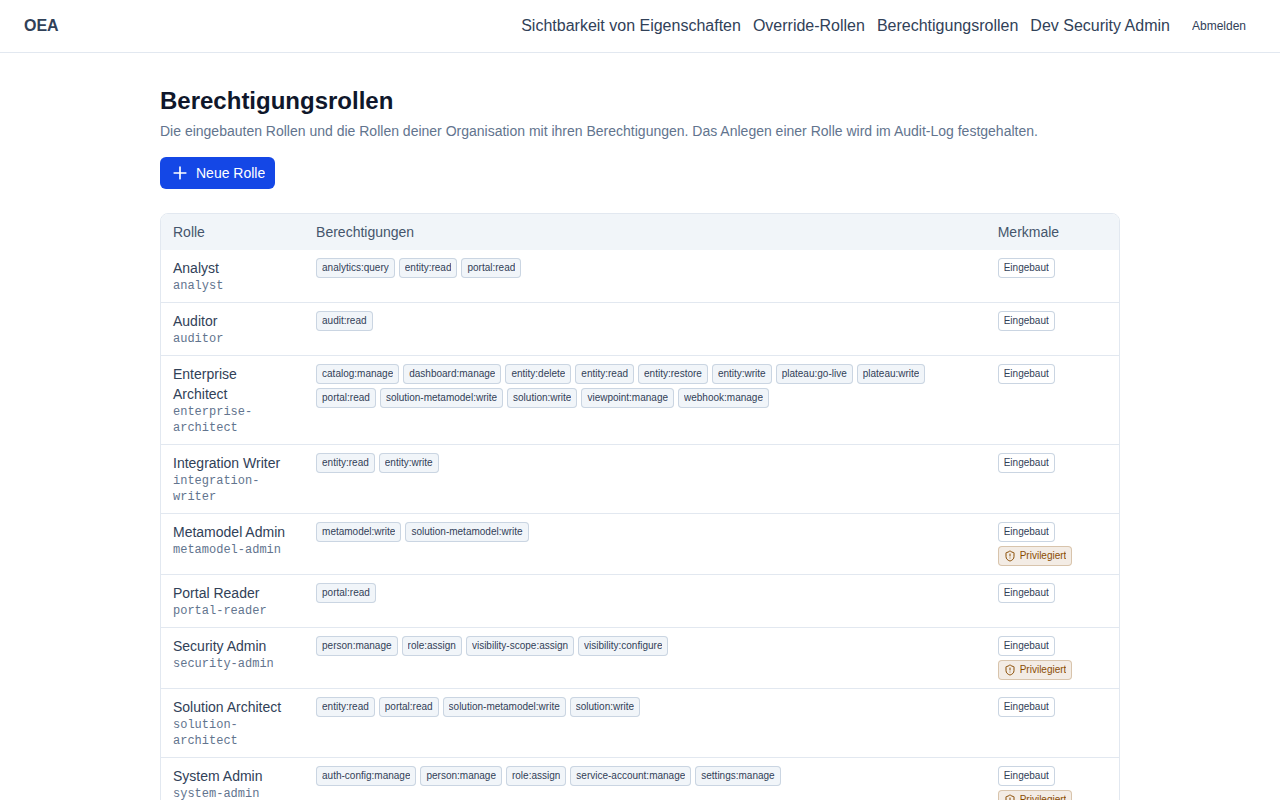 OEA
Sichtbarkeit von Eigenschaften Override-Rollen Berechtigungsrollen Dev Security Admin Abmelden
Berechtigungsrollen
Die eingebauten Rollen und die Rollen deiner Organisation mit ihren Berechtigungen. Das Anlegen einer Rolle wird im Audit-Log festgehalten.
Neue Rolle
Rolle Berechtigungen Merkmale
Analyst analytics:query entity:read portal:read Eingebaut
analyst
Auditor audit:read Eingebaut
auditor
Enterprise catalog:manage dashboard:manage entity:delete entity:read entity:restore entity:write plateau:go-live plateau:write Eingebaut
Architect portal:read solution-metamodel:write solution:write viewpoint:manage webhook:manage
enterprise-
architect
Integration Writer entity:read entity:write Eingebaut
integration-
writer
Metamodel Admin metamodel:write solution-metamodel:write Eingebaut
metamodel-admin Privilegiert
Portal Reader portal:read Eingebaut
portal-reader
Security Admin person:manage role:assign visibility-scope:assign visibility:configure Eingebaut
security-admin Privilegiert
Solution Architect entity:read portal:read solution-metamodel:write solution:write Eingebaut
solution-
architect
System Admin auth-config:manage person:manage role:assign service-account:manage settings:manage Eingebaut
system-admin Privilegiert